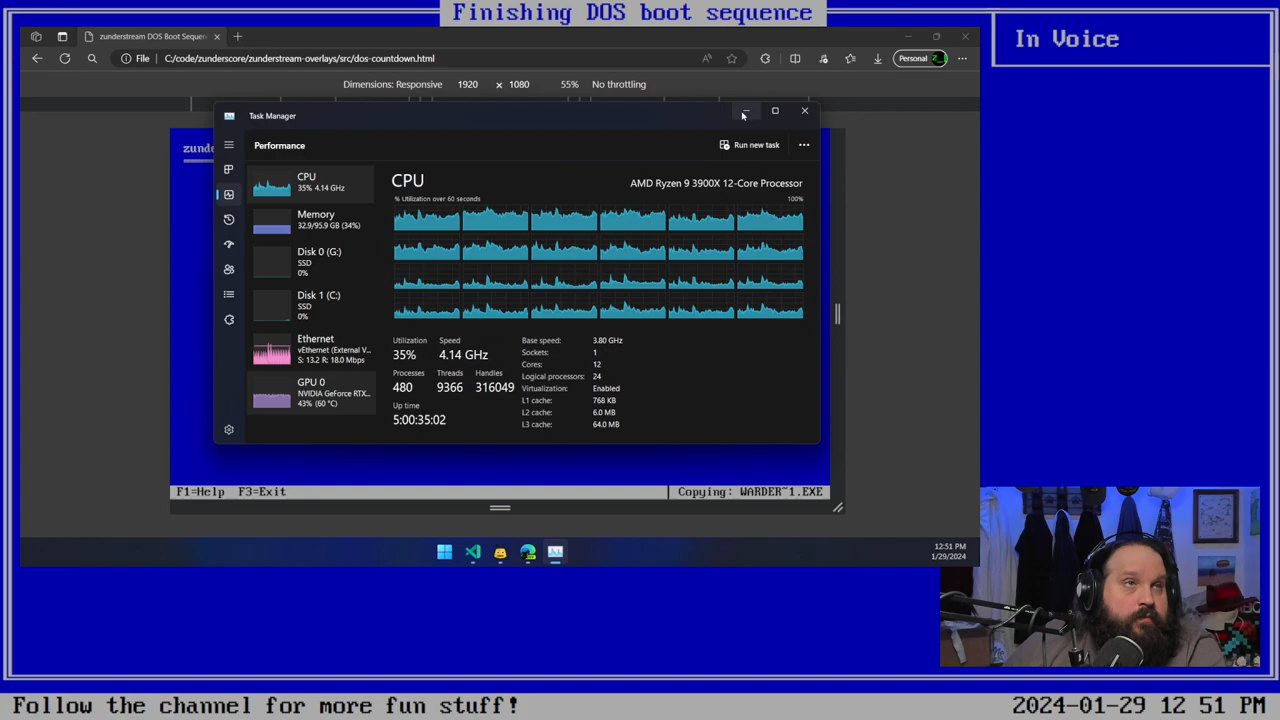 Finishing DOS boot sequence
In Voice
zunderstream DOS Boot Sequen
File
C:/code/zunderscore/zunderstream-overlays/src/dos-countdown.html
Personal
Dimensions: Responsive 1920 × 1080 55% No throttling
Task Manager
zunde
Performance
Run new task
CPU
35% 4.14 GHz
Memory
32.9/95.9 GB (34%)
Disk 0 (G:)
SSD
0%
Disk 1 (C:)
SSD
0%
Ethernet
vEthernet (External V...
S: 13.2 R: 18.0 Mbps
GPU 0
NVIDIA GeForce RTX...
43% (60 °C)
CPU
AMD Ryzen 9 3900X 12-Core Processor
% Utilization over 60 seconds
100%
Utilization
35%
Speed
4.14 GHz
Processes
480
Threads
9366
Handles
316049
Up time
5:00:35:02
Base speed: 3.80 GHz
Sockets: 1
Cores: 12
Logical processors: 24
Virtualization: Enabled
L1 cache: 768 KB
L2 cache: 6.0 MB
L3 cache: 64.0 MB
F1=Help F3=Exit
Copying: WARDER~1.EXE
12:51 PM
1/29/2024
Follow the channel for more fun stuff!
2024-01-29 12 51 PM